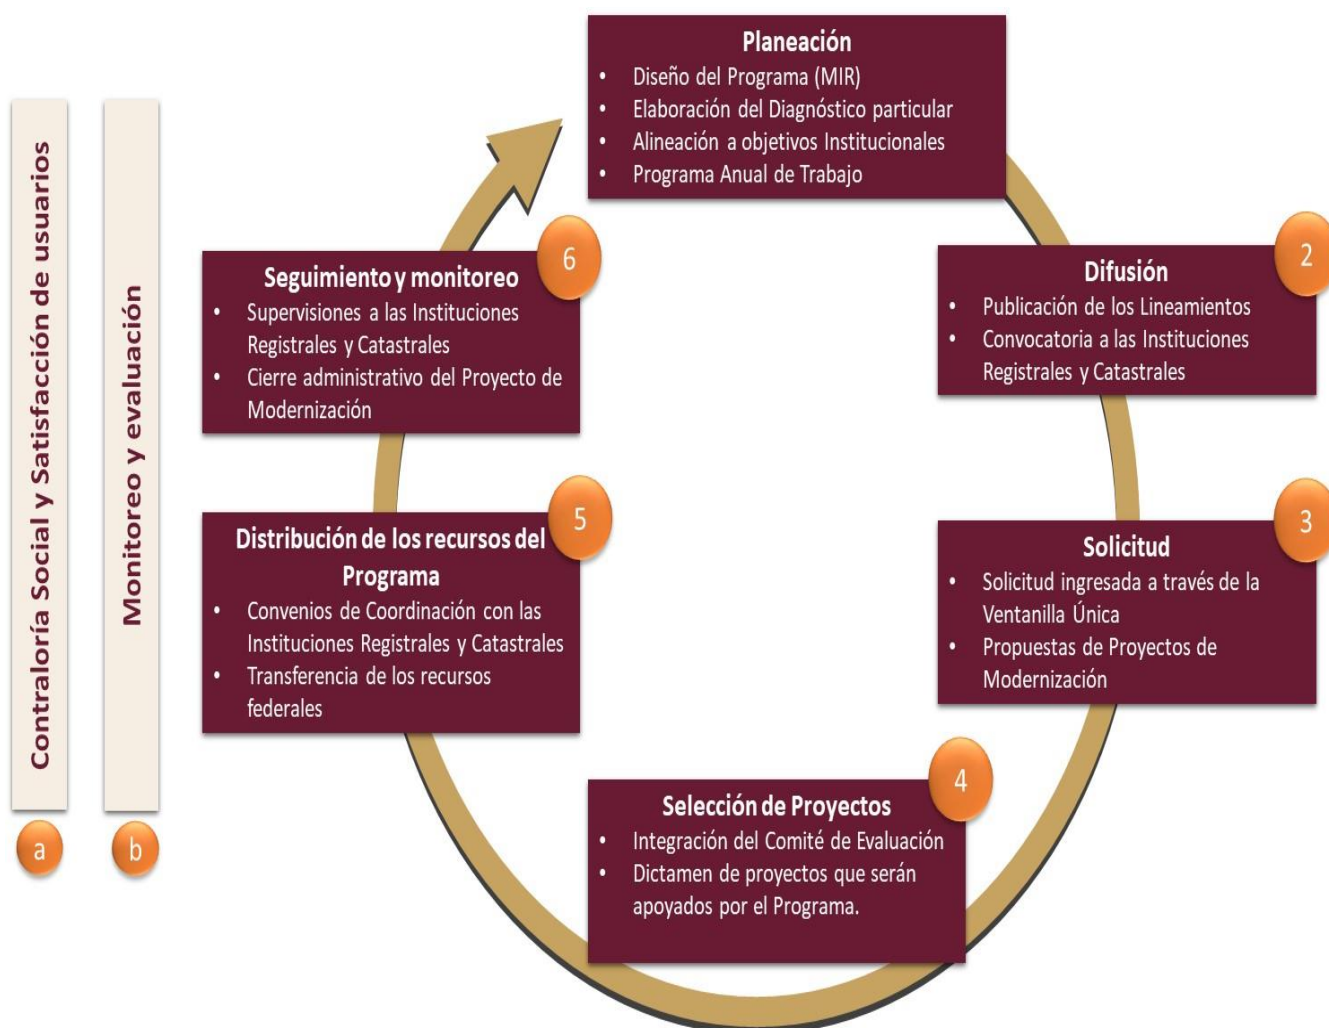 Contraloría Social y Satisfacción de usuarios
a
Monitoreo y evaluación
b
Planeación
• Diseño del Programa (MIR)
• Elaboración del Diagnóstico particular
• Alineación a objetivos Institucionales
• Programa Anual de Trabajo
2
Difusión
• Publicación de los Lineamientos
• Convocatoria a las Instituciones
Registrales y Catastrales
3
Solicitud
• Solicitud ingresada a través de la
Ventanilla Única
• Propuestas de Proyectos de
Modernización
4
Selección de Proyectos
• Integración del Comité de Evaluación
• Dictamen de proyectos que serán
apoyados por el Programa.
5
Distribución de los recursos del
Programa
• Convenios de Coordinación con las
Instituciones Registrales y Catastrales
• Transferencia de los recursos
federales
6
Seguimiento y monitoreo
• Supervisiones a las Instituciones
Registrales y Catastrales
• Cierre administrativo del Proyecto de
Modernización